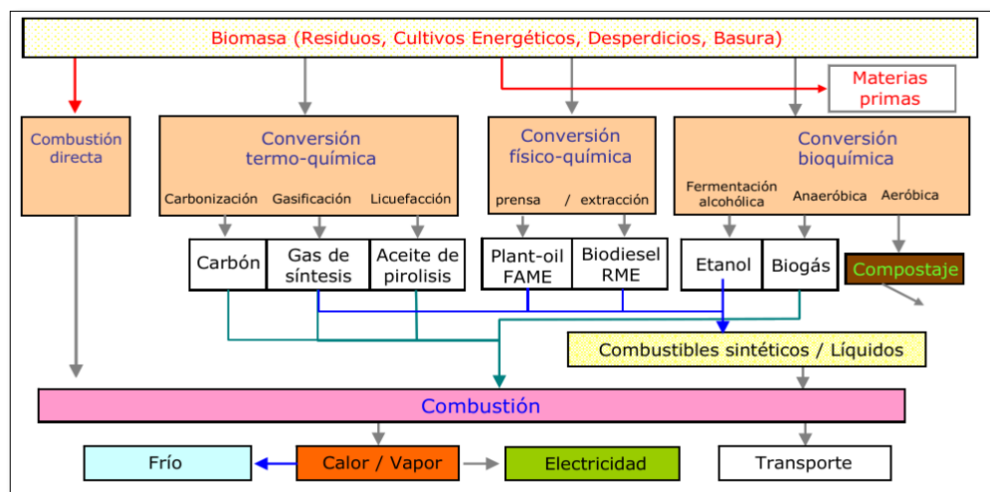 Biomasa (Residuos, Cultivos Energéticos, Desperdicios, Basura)
Materias
primas
Combustión
directa
Conversión
termo-química
Carbonización Gasificación Licuefacción
Conversión
físico-química
prensa / extracción
Conversión
bioquímica
Fermentación
alcohólica
Anaeróbica Aeróbica
Carbón
Gas de
síntesis
Aceite de
pirolisis
Plant-oil
FAME
Biodiesel
RME
Etanol
Biogás
Compostaje
Combustibles sintéticos / Líquidos
Combustión
Frío
Calor / Vapor
Electricidad
Transporte